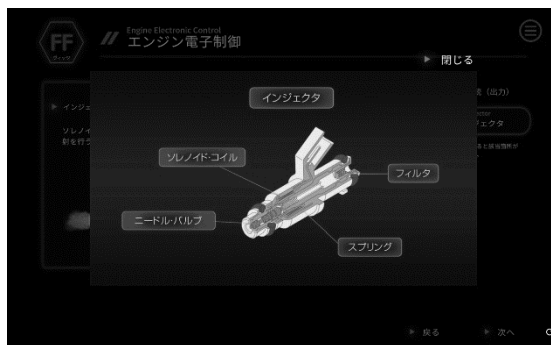 FF
Engine Electronic Control
エンジン電子制御
閉じる
インジェクタ
ソレノイド・コイル
フィルタ
ニードル・バルブ
スプリング
戻る
次へ